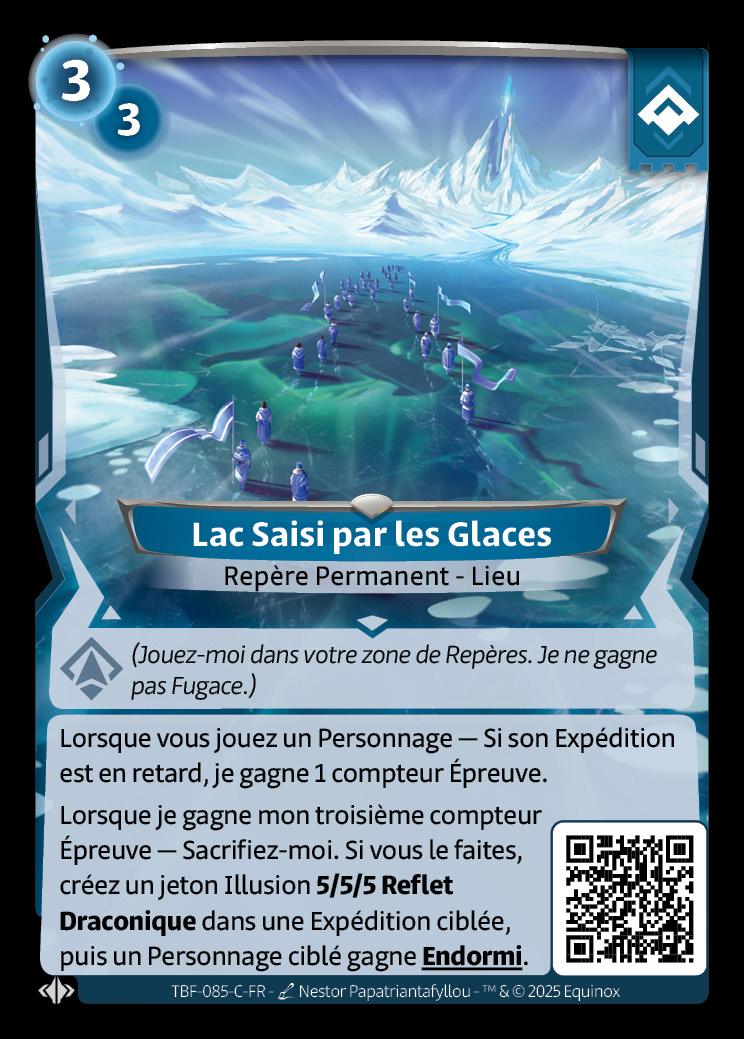 3
3
Lac Saisi par les Glaces
Repère Permanent - Lieu
(Jouez-moi dans votre zone de Repères. Je ne gagne
pas Fugace.)
Lorsque vous jouez un Personnage — Si son Expédition
est en retard, je gagne 1 compteur Épreuve.
Lorsque je gagne mon troisième compteur
Épreuve — Sacrifiez-moi. Si vous le faites,
créez un jeton Illusion 5/5/5 Reflet
Draconique dans une Expédition ciblée,
puis un Personnage ciblé gagne Endormi.
TBF-085-C-FR - Nestor Papatriantafyllou - ™ & © 2025 Equinox